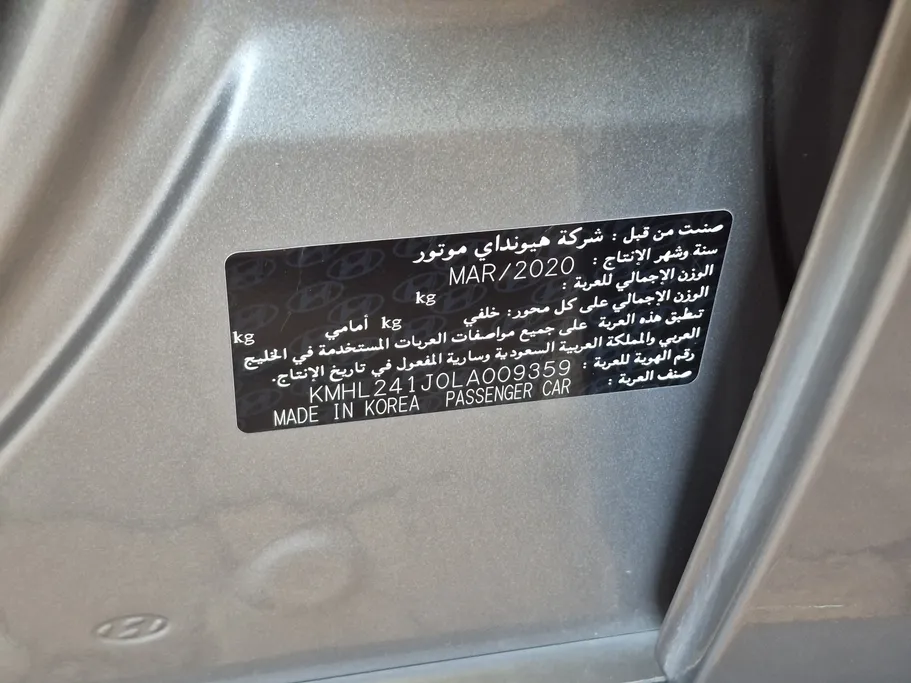 صنعت من قبل : شركة هيونداي موتور
سنة وشهر الإنتاج : MAR/2020
الوزن الإجمالي للعربة : kg
الوزن الإجمالي على كل محور: خلفي kg أمامي kg
تطبق هذه العربة على جميع مواصفات العربات المستخدمة في الخليج
العربي والمملكة العربية السعودية وسارية المفعول في تاريخ الإنتاج.
رقم الهوية للعربة : KMHL241J0LA009359
صنف العربة : PASSENGER CAR
MADE IN KOREA